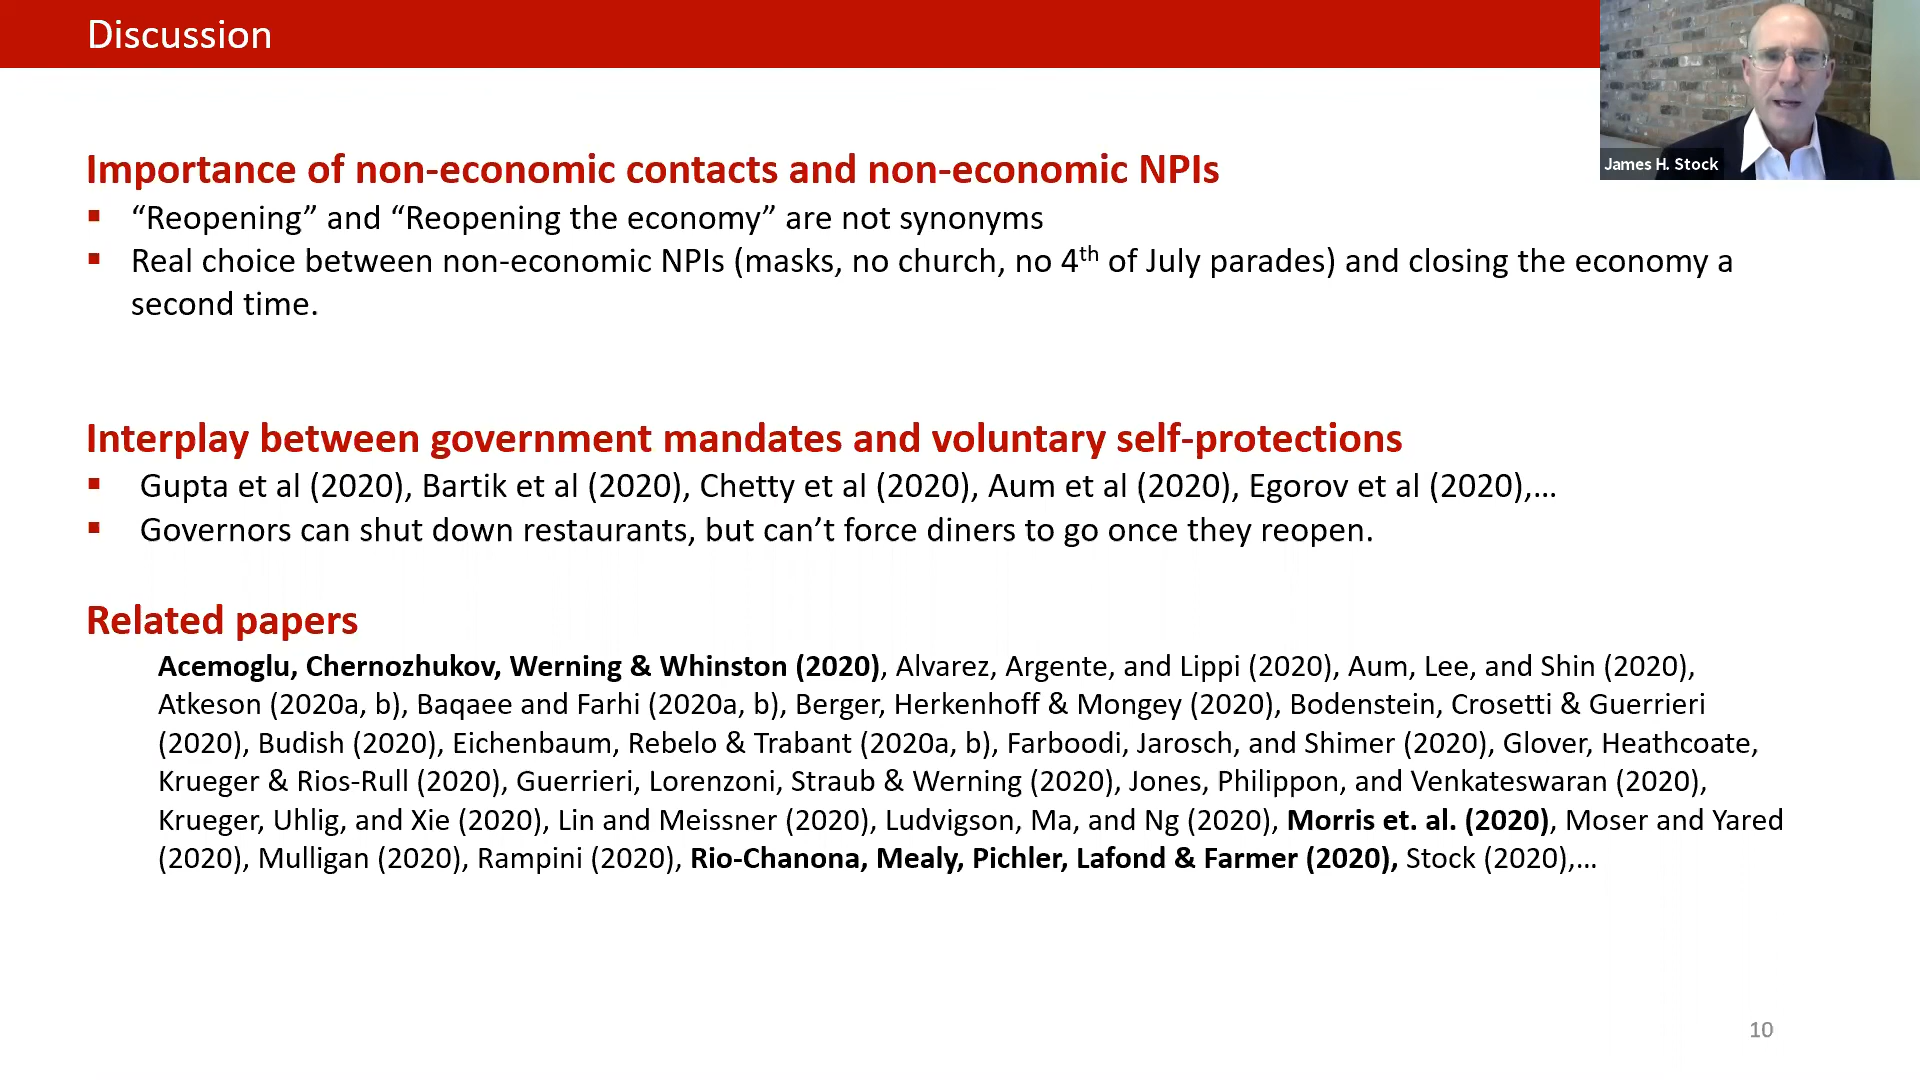 Discussion
James H. Stock
Importance of non-economic contacts and non-economic NPIs
▪ “Reopening” and “Reopening the economy” are not synonyms
▪ Real choice between non-economic NPIs (masks, no church, no 4th of July parades) and closing the economy a
second time.
Interplay between government mandates and voluntary self-protections
▪ Gupta et al (2020), Bartik et al (2020), Chetty et al (2020), Aum et al (2020), Egorov et al (2020),…
▪ Governors can shut down restaurants, but can’t force diners to go once they reopen.
Related papers
Acemoglu, Chernozhukov, Werning & Whinston (2020), Alvarez, Argente, and Lippi (2020), Aum, Lee, and Shin (2020),
Atkeson (2020a, b), Baqaee and Farhi (2020a, b), Berger, Herkenhoff & Mongey (2020), Bodenstein, Crosetti & Guerrieri
(2020), Budish (2020), Eichenbaum, Rebelo & Trabant (2020a, b), Farboodi, Jarosch, and Shimer (2020), Glover, Heathcoate,
Krueger & Rios-Rull (2020), Guerrieri, Lorenzoni, Straub & Werning (2020), Jones, Philippon, and Venkateswaran (2020),
Krueger, Uhlig, and Xie (2020), Lin and Meissner (2020), Ludvigson, Ma, and Ng (2020), Morris et. al. (2020), Moser and Yared
(2020), Mulligan (2020), Rampini (2020), Rio-Chanona, Mealy, Pichler, Lafond & Farmer (2020), Stock (2020),…
10